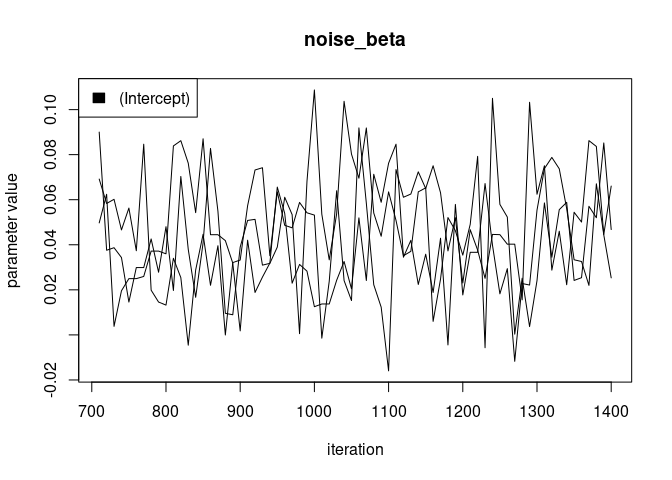 noise_beta
(Intercept)
parameter value
-0.02 0.02 0.04 0.06 0.08 0.10
700 800 900 1000 1100 1200 1300 1400
iteration